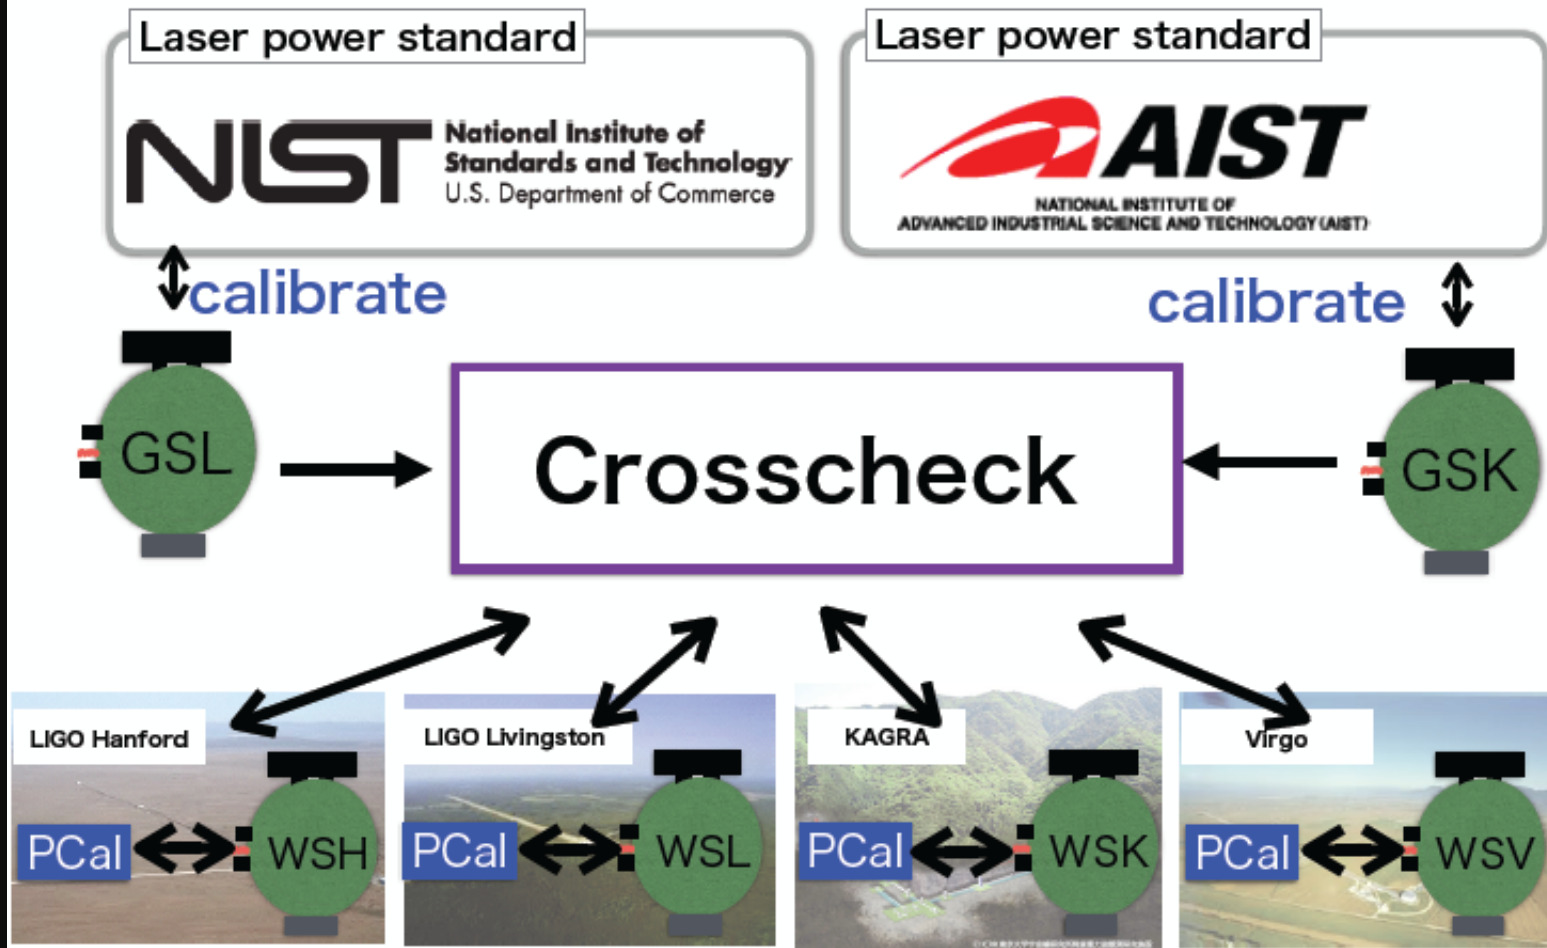 Laser power standard
Laser power standard
NIST
National Institute of
Standards and Technology
U.S. Department of Commerce
AIST
NATIONAL INSTITUTE OF
ADVANCED INDUSTRIAL SCIENCE AND TECHNOLOGY (AIST)
calibrate
calibrate
GSL
Crosscheck
GSK
LIGO Hanford
LIGO Livingston
KAGRA
Virgo
PCal
WSH
PCal
WSL
PCal
WSK
PCal
WSV